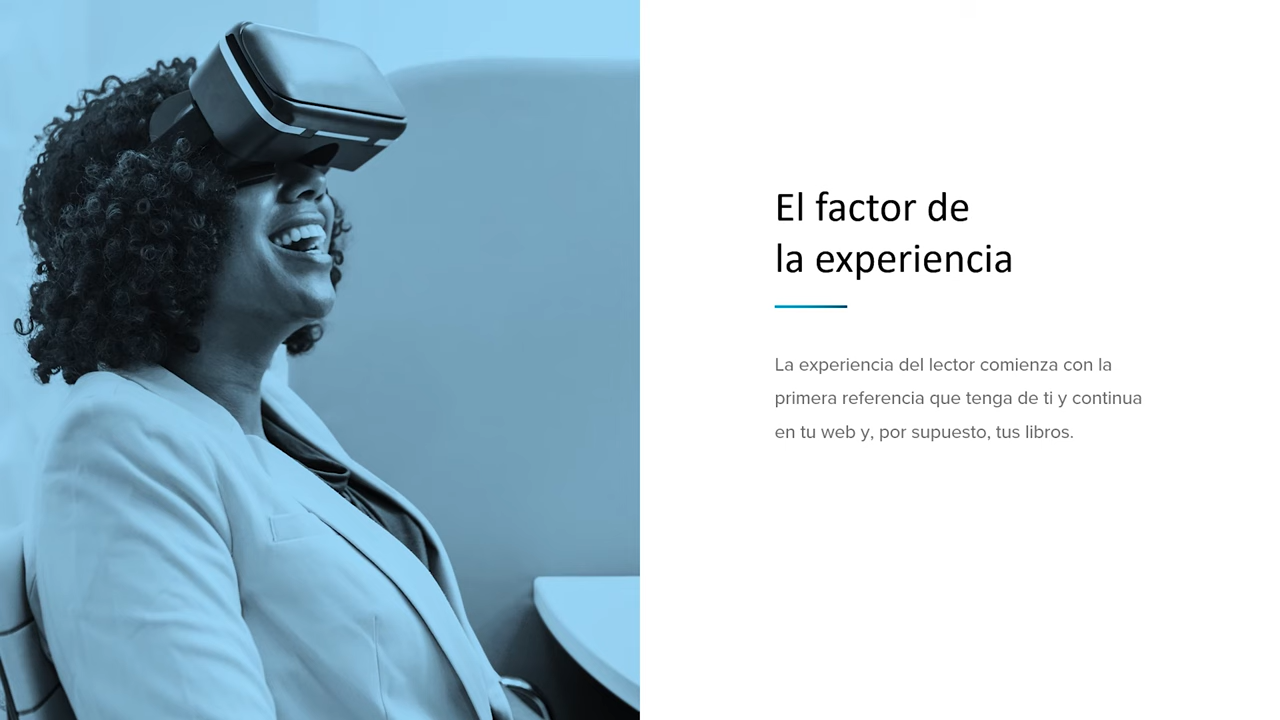 El factor de
la experiencia
La experiencia del lector comienza con la
primera referencia que tenga de ti y continua
en tu web y, por supuesto, tus libros.